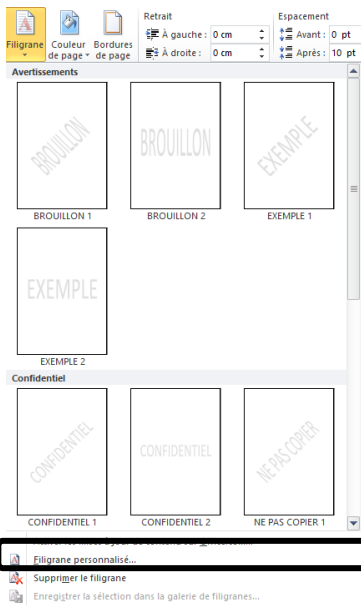 Retrait Espacement
Filigrane Couleur de page Bordures de page À gauche : 0 cm Avant : 0 pt
À droite : 0 cm Après : 10 pt
Avertissements
BROUILLON BROUILLON EXEMPLE
BROUILLON 1 BROUILLON 2 EXEMPLE 1
EXEMPLE
EXEMPLE 2
Confidentiel
CONFIDENTIEL CONFIDENTIEL NE PAS COPIER
CONFIDENTIEL 1 CONFIDENTIEL 2 NE PAS COPIER 1
Filigrane personnalisé...
Supprimer le filigrane
Enregistrer la sélection dans la galerie de filigranes...